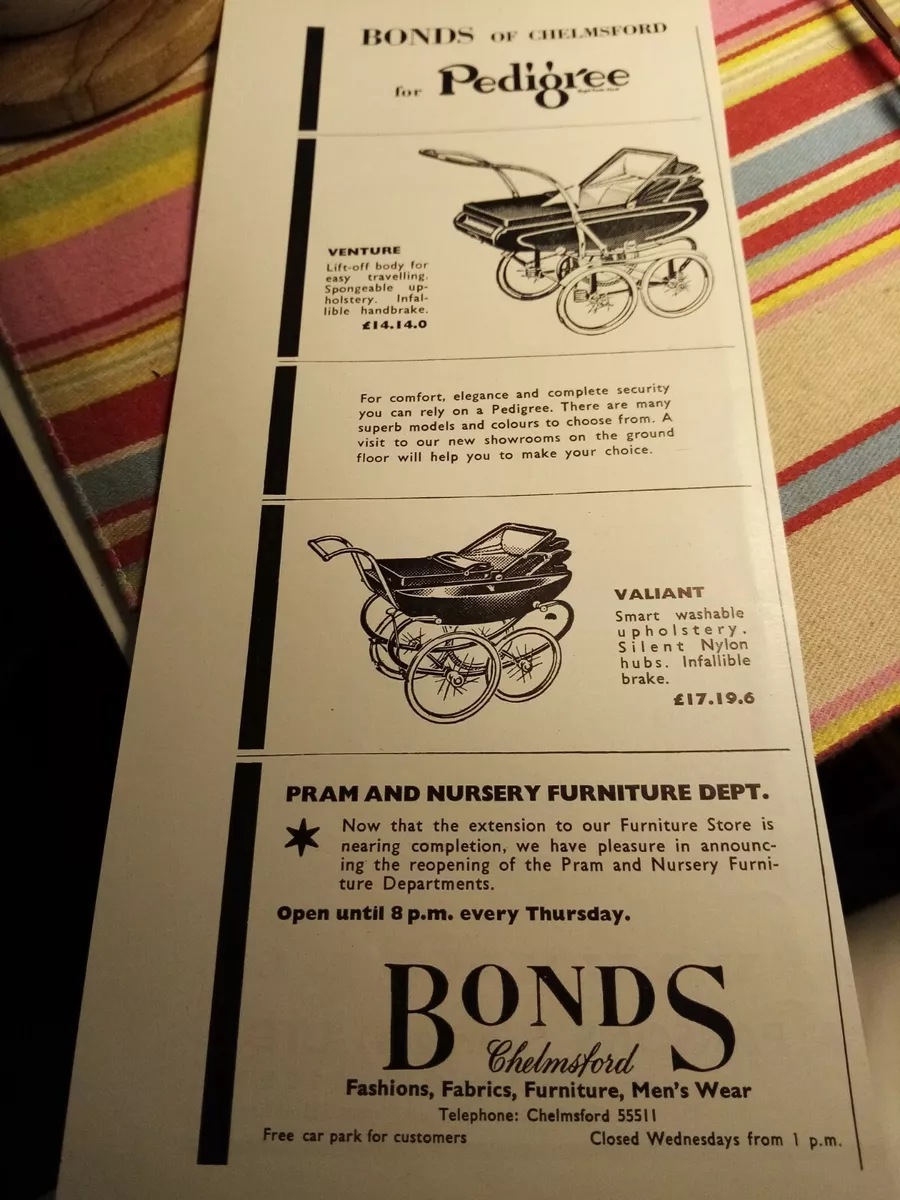 BONDS OF CHELMSFORD
for Pedigree
VENTURE
Lift-off body for
easy travelling.
Spongeable up-
holstery. Infal-
lible handbrake.
£14.14.0
For comfort, elegance and complete security
you can rely on a Pedigree. There are many
superb models and colours to choose from. A
visit to our new showrooms on the ground
floor will help you to make your choice.
VALIANT
Smart washable
upholstery.
Silent Nylon
hubs. Infallible
brake.
£17.19.6
PRAM AND NURSERY FURNITURE DEPT.
Now that the extension to our Furniture Store is
nearing completion, we have pleasure in announc-
ing the reopening of the Pram and Nursery Furni-
ture Departments.
Open until 8 p.m. every Thursday.
BONDS
Chelmsford
Fashions, Fabrics, Furniture, Men's Wear
Telephone: Chelmsford 55511
Free car park for customers Closed Wednesdays from 1 p.m.